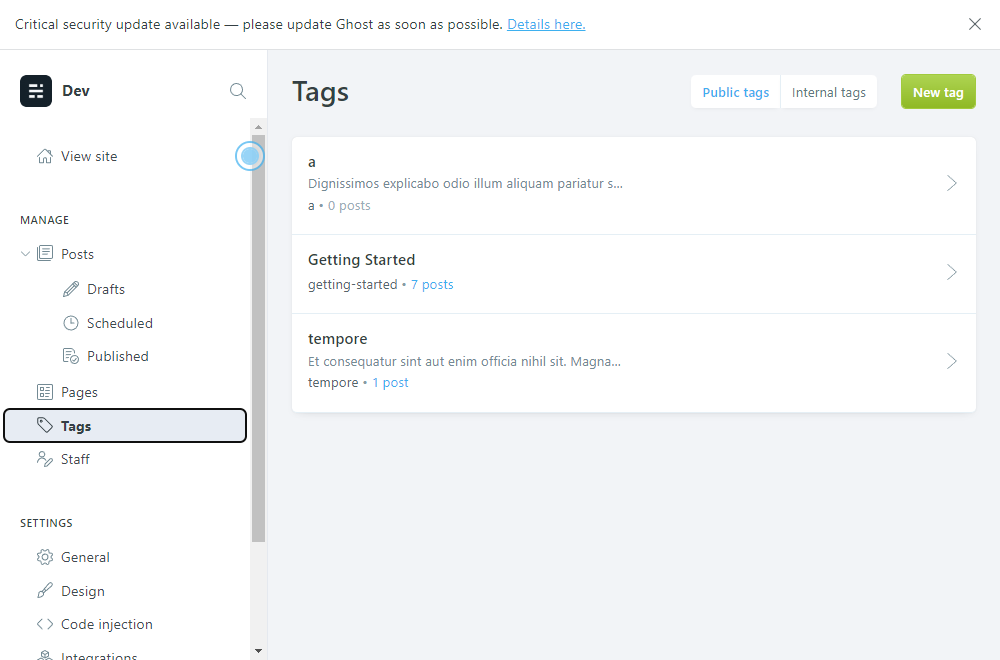 Critical security update available — please update Ghost as soon as possible. Details here.
Dev
View site
MANAGE
Posts
Drafts
Scheduled
Published
Pages
Tags
Staff
SETTINGS
General
Design
Code injection
Integrations
Tags
Public tags
Internal tags
New tag
a
Dignissimos explicabo odio illum aliquam pariatur s...
a • 0 posts
Getting Started
getting-started • 7 posts
tempore
Et consequatur sint aut enim officia nihil sit. Magna...
tempore • 1 post